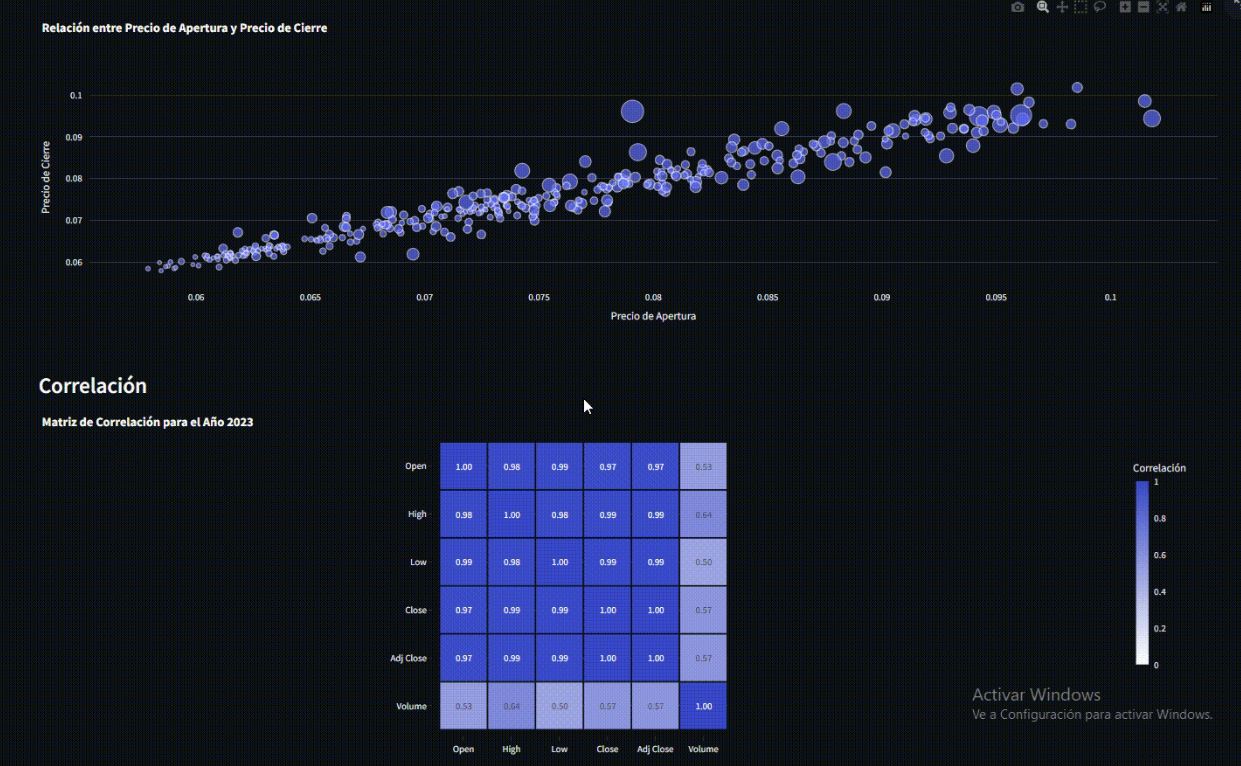 Relación entre Precio de Apertura y Precio de Cierre
0.1
0.09
0.08
0.07
0.06
Precio de Cierre
0.06 0.065 0.07 0.075 0.08 0.085 0.09 0.095 0.1
Precio de Apertura
Correlación
Matriz de Correlación para el Año 2023
Open 1.00 0.98 0.99 0.97 0.97 0.53
High 0.98 1.00 0.98 0.99 0.99 0.64
Low 0.99 0.98 1.00 0.99 0.99 0.50
Close 0.97 0.99 0.99 1.00 1.00 0.57
Adj Close 0.97 0.99 0.99 1.00 1.00 0.57
Volume 0.53 0.64 0.50 0.57 0.57 1.00
Open High Low Close Adj Close Volume
Correlación
1
0.8
0.6
0.4
0.2
0
Activar Windows
Ve a Configuración para activar Windows.